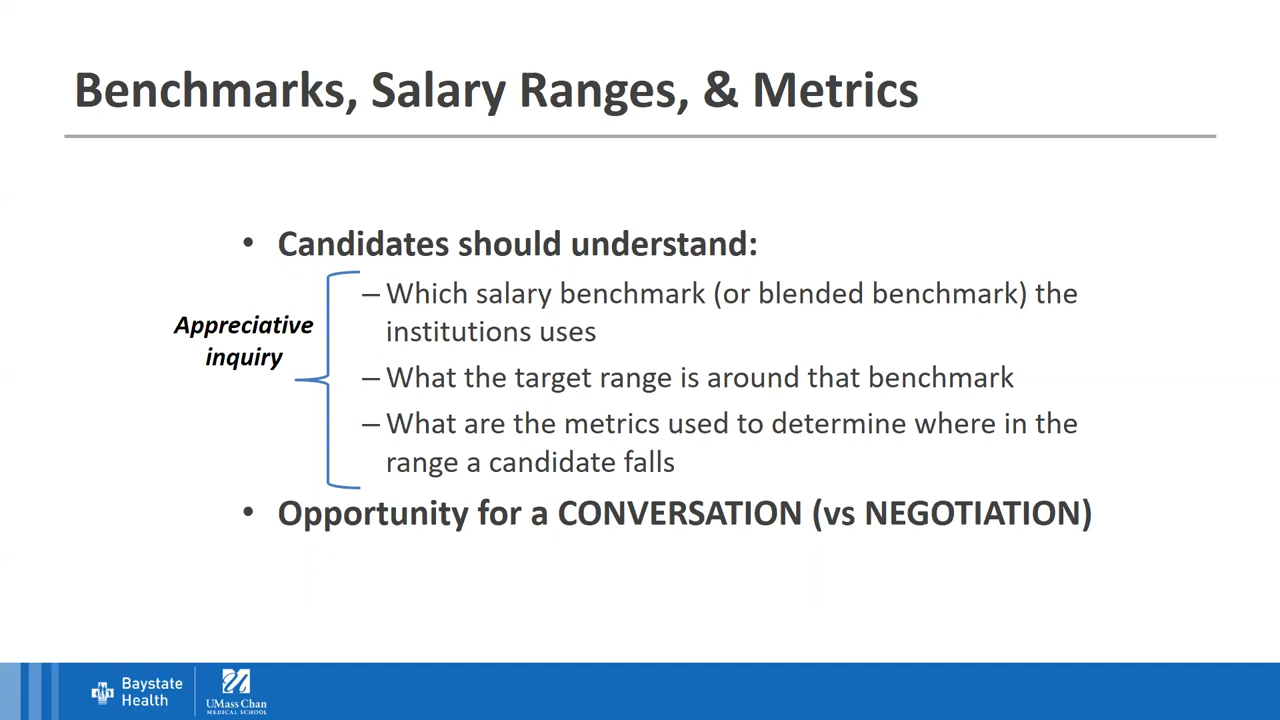 Benchmarks, Salary Ranges, & Metrics
• Candidates should understand:
Appreciative
inquiry
– Which salary benchmark (or blended benchmark) the
institutions uses
– What the target range is around that benchmark
– What are the metrics used to determine where in the
range a candidate falls
• Opportunity for a CONVERSATION (vs NEGOTIATION)
Baystate
Health
UMass Chan
MEDICAL SCHOOL